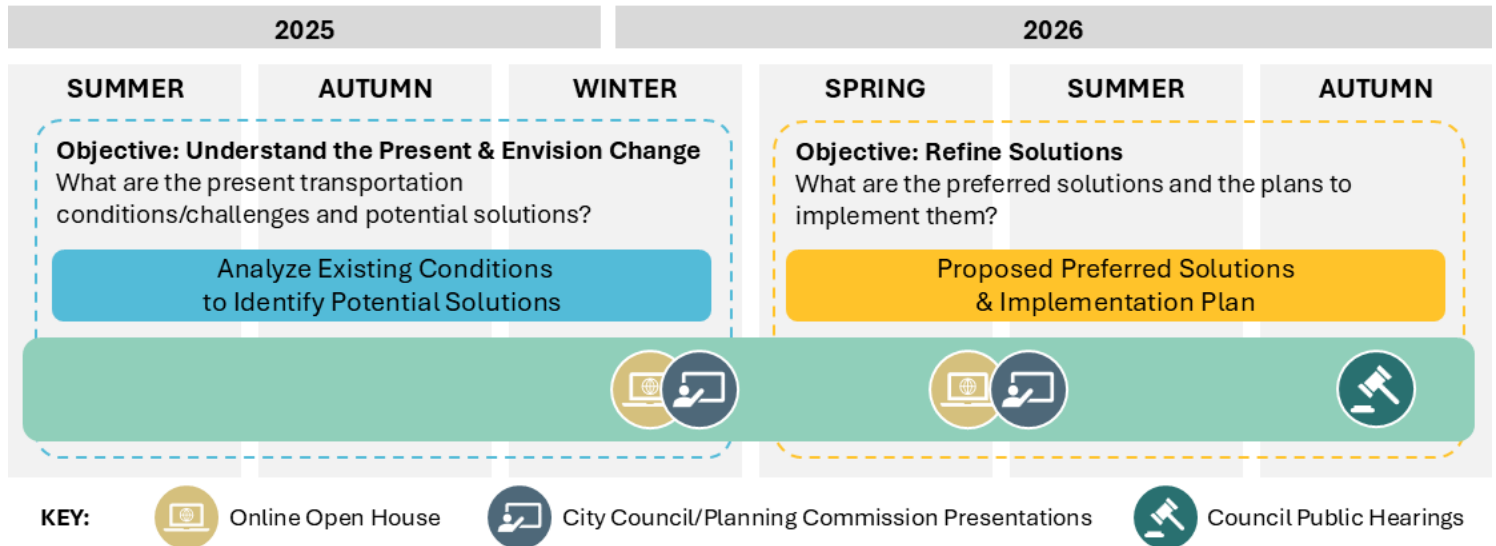 2025
2026
SUMMER
AUTUMN
WINTER
SPRING
SUMMER
AUTUMN
Objective: Understand the Present & Envision Change
What are the present transportation
conditions/challenges and potential solutions?
Analyze Existing Conditions
to Identify Potential Solutions
Objective: Refine Solutions
What are the preferred solutions and the plans to
implement them?
Proposed Preferred Solutions
& Implementation Plan
KEY:
Online Open House
City Council/Planning Commission Presentations
Council Public Hearings